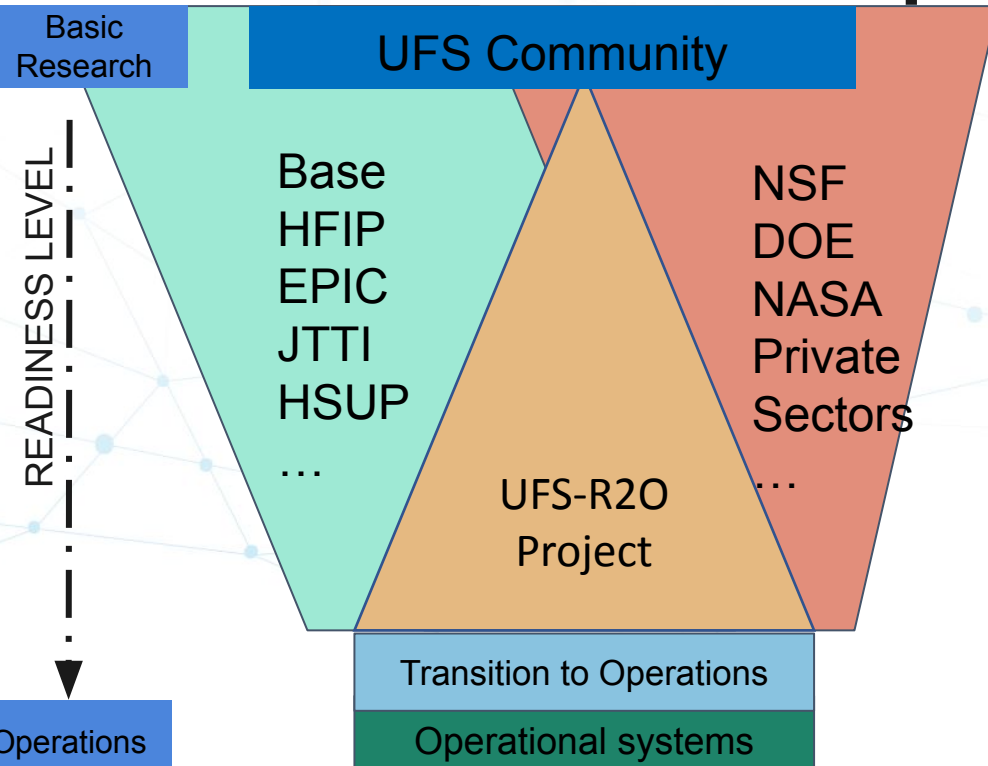 Basic
Research
UFS Community
READINESS LEVEL
Base
HFIP
EPIC
JTTI
HSUP
…
NSF
DOE
NASA
Private
Sectors
…
UFS-R2O
Project
Transition to Operations
Operations
Operational systems